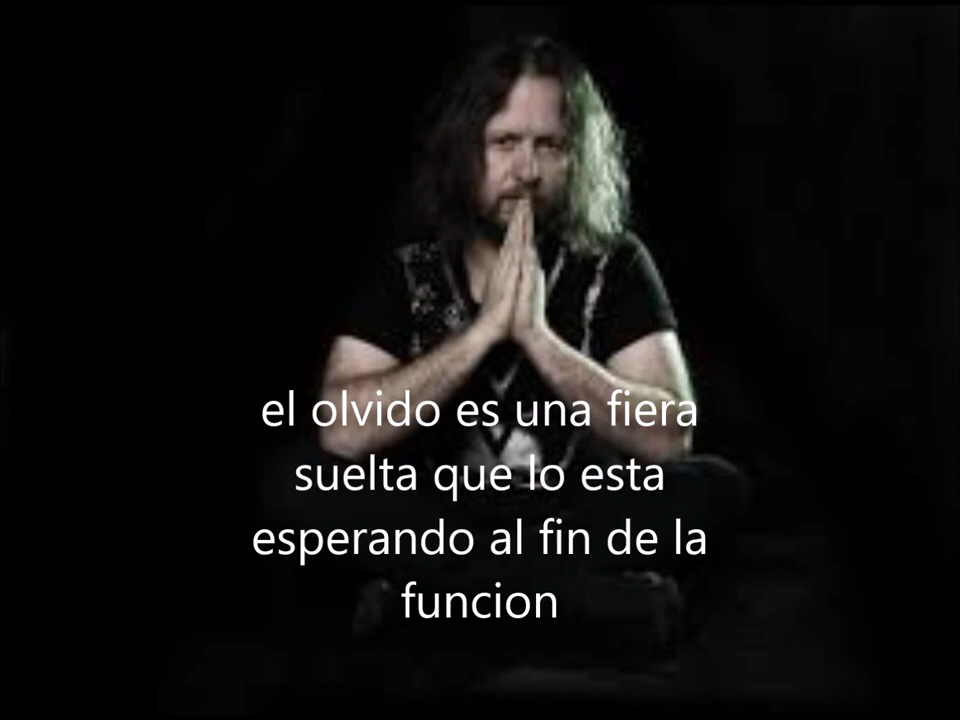 el olvido es una fiera
suelta que lo esta
esperando al fin de la
funcion